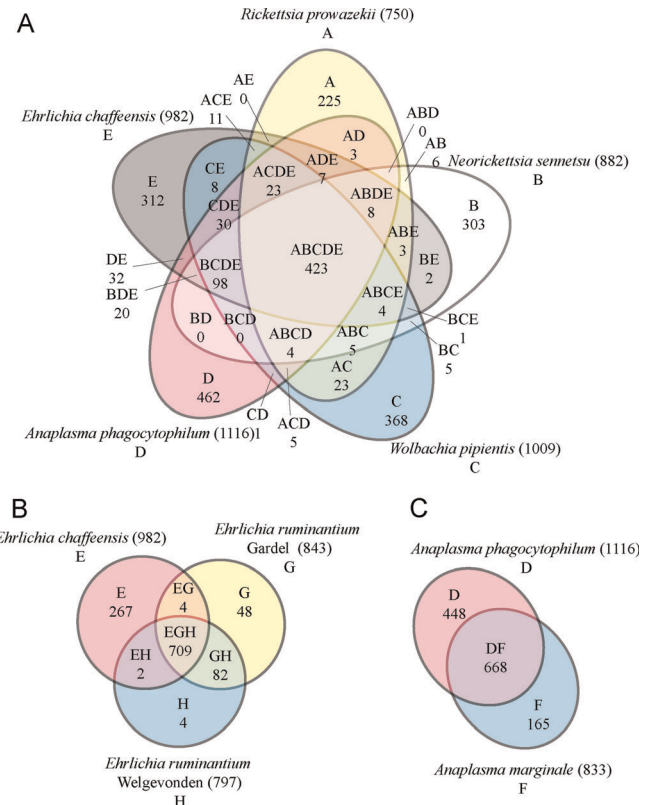 A
Rickettsia prowazekii (750)
A
A
225
AE
0
ACE
11
Ehrlichia chaffeensis (982)
E
ABD
0
AB
6
Neorickettsia sennetsu (882)
B
AD
3
ADE
7
ACDE
23
ABDE
8
CE
8
CDE
30
E
312
B
303
ABE
3
BE
2
ABCDE
423
DE
32
BDE
20
BCDE
98
ABCE
4
BCE
1
BC
5
BD
0
BCD
0
ABCD
4
ABC
5
AC
23
D
462
C
368
CD
1
ACD
5
Anaplasma phagocytophilum (1116)
D
Wolbachia pipientis (1009)
C
B
Ehrlichia chaffeensis (982)
E
Ehrlichia ruminantium
Gardel (843)
G
E
267
EG
4
G
48
EGH
709
EH
2
GH
82
H
4
Ehrlichia ruminantium
Welgevonden (797)
H
C
Anaplasma phagocytophilum (1116)
D
D
448
DF
668
F
165
Anaplasma marginale (833)
F